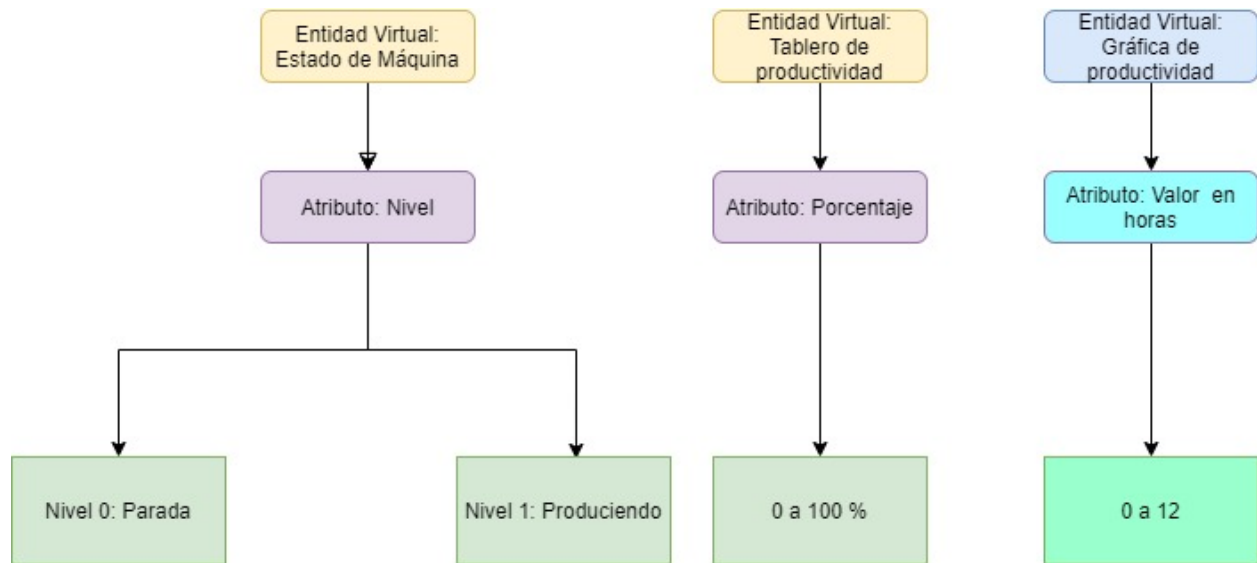 Entidad Virtual:
Estado de Máquina
Entidad Virtual:
Tablero de
productividad
Entidad Virtual:
Gráfica de
productividad
Atributo: Nivel
Atributo: Porcentaje
Atributo: Valor en
horas
Nivel 0: Parada
Nivel 1: Produciendo
0 a 100 %
0 a 12